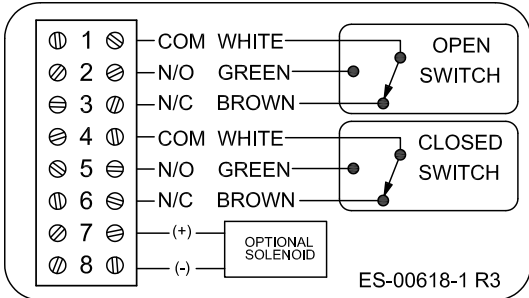 1 COM WHITE
2 N/O GREEN
3 N/C BROWN
OPEN
SWITCH
4 COM WHITE
5 N/O GREEN
6 N/C BROWN
CLOSED
SWITCH
7 (+)
8 (-)
OPTIONAL
SOLENOID
ES-00618-1 R3